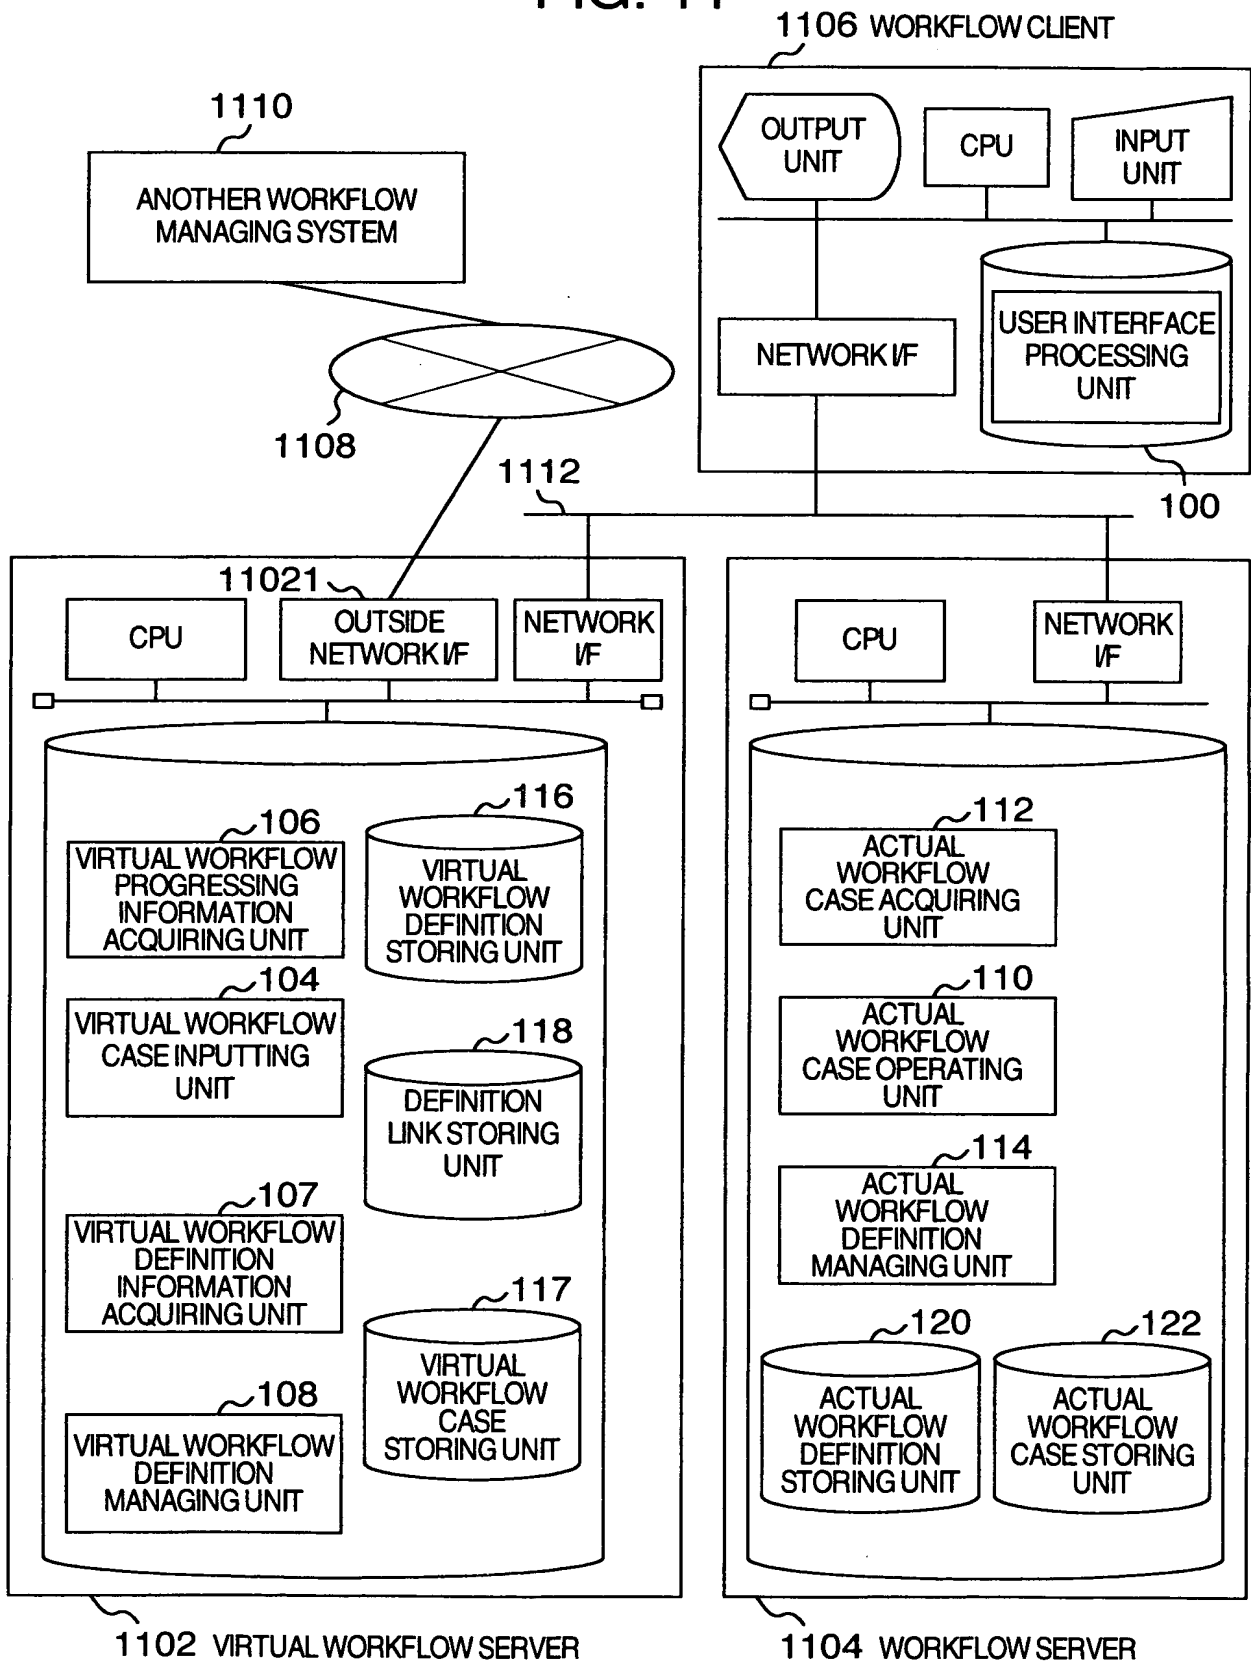 FIG. 11
1106 WORKFLOW CLIENT
OUTPUT
UNIT
CPU
INPUT
UNIT
1110
ANOTHER WORKFLOW
MANAGING SYSTEM
NETWORK I/F
USER INTERFACE
PROCESSING
UNIT
1108
1112
100
11021
CPU
OUTSIDE
NETWORK I/F
NETWORK
I/F
CPU
NETWORK
I/F
106
VIRTUAL WORKFLOW
PROGRESSING
INFORMATION
ACQUIRING UNIT
116
VIRTUAL
WORKFLOW
DEFINITION
STORING UNIT
104
VIRTUAL WORKFLOW
CASE INPUTTING
UNIT
118
DEFINITION
LINK STORING
UNIT
107
VIRTUAL WORKFLOW
DEFINITION
INFORMATION
ACQUIRING UNIT
117
VIRTUAL
WORKFLOW
CASE
STORING UNIT
108
VIRTUAL WORKFLOW
DEFINITION
MANAGING UNIT
112
ACTUAL
WORKFLOW
CASE ACQUIRING
UNIT
110
ACTUAL
WORKFLOW
CASE OPERATING
UNIT
114
ACTUAL
WORKFLOW
DEFINITION
MANAGING UNIT
120
ACTUAL
WORKFLOW
DEFINITION
STORING UNIT
122
ACTUAL
WORKFLOW
CASE STORING
UNIT
1102 VIRTUAL WORKFLOW SERVER
1104 WORKFLOW SERVER